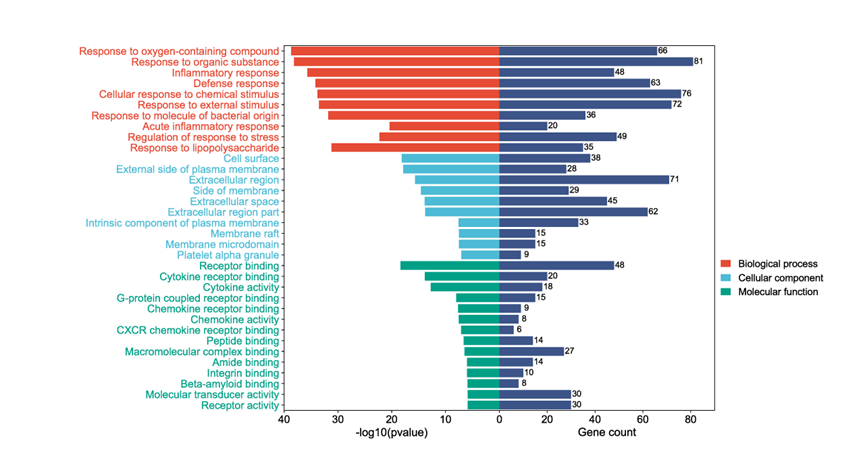 Response to oxygen-containing compound 66
Response to organic substance 81
Inflammatory response 48
Defense response 63
Cellular response to chemical stimulus 76
Response to external stimulus 72
Response to molecule of bacterial origin 36
Acute inflammatory response 20
Regulation of response to stress 49
Response to lipopolysaccharide 35
Cell surface 38
External side of plasma membrane 28
Extracellular region 71
Side of membrane 29
Extracellular space 45
Extracellular region part 62
Intrinsic component of plasma membrane 33
Membrane raft 15
Membrane microdomain 15
Platelet alpha granule 9
Receptor binding 48
Cytokine receptor binding 20
Cytokine activity 18
G-protein coupled receptor binding 15
Chemokine receptor binding 9
Chemokine activity 8
CXCR chemokine receptor binding 6
Peptide binding 14
Macromolecular complex binding 27
Amide binding 14
Integrin binding 10
Beta-amyloid binding 8
Molecular transducer activity 30
Receptor activity 30
40 30 20 10 0 20 40 60 80
-log10(pvalue) Gene count
Biological process
Cellular component
Molecular function